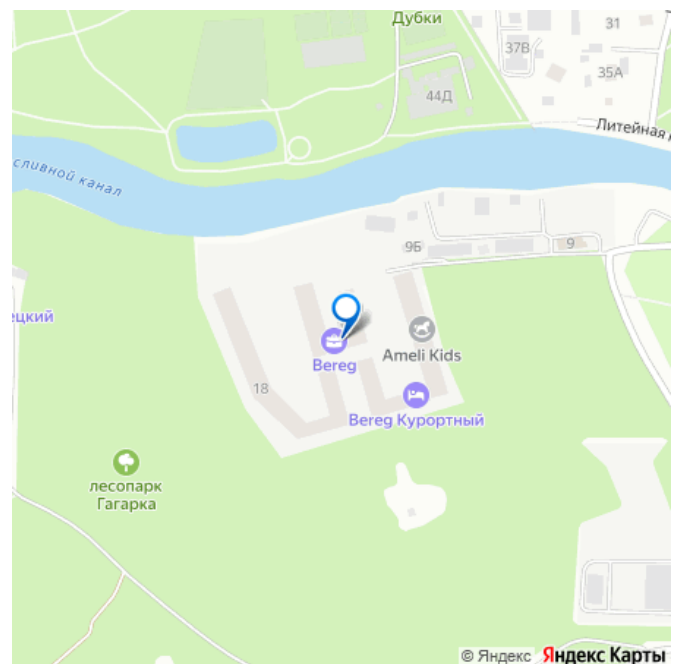 Дубки
31
37В
35А
44Д
Литейная
сливной канал
9Б
9
ецкий
Bereg
Ameli Kids
18
Bereg Курортный
лесопарк
Гагарка
© Яндекс Яндекс Карты